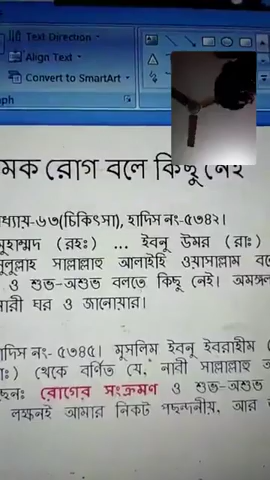 Text Direction
Align Text
Convert to SmartArt
মক রোগ বলে কিছু নেই
ধ্যায়-৬৩(চিকিৎসা), হাদিস নং-৫৩৪২।
মুহাম্মদ (রহঃ) ... ইবনু উমর (রাঃ)
সুলুল্লাহ সাল্লাল্লাহু আলাইহি ওয়াসাল্লাম বলে
ও শুভ-অশুভ বলতে কিছু নেই। অমঙ্গল
নারী ঘর ও জানোয়ার।
াদিস নং- ৫৩৪৫। মুসলিম ইবনু ইবরাহীম
থেকে বর্ণিত যে, নাবী সাল্লাল্লাহু
ছেনঃ রোগের সংক্রমণ ও শুভ-অশুভ
লক্ষনই আমার নিকট পছন্দনীয়, আর